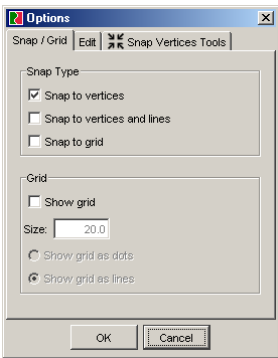 Options
Snap / Grid Edit Snap Vertices Tools
Snap Type
Snap to vertices
Snap to vertices and lines
Snap to grid
Grid
Show grid
Size: 20.0
Show grid as dots
Show grid as lines
OK Cancel